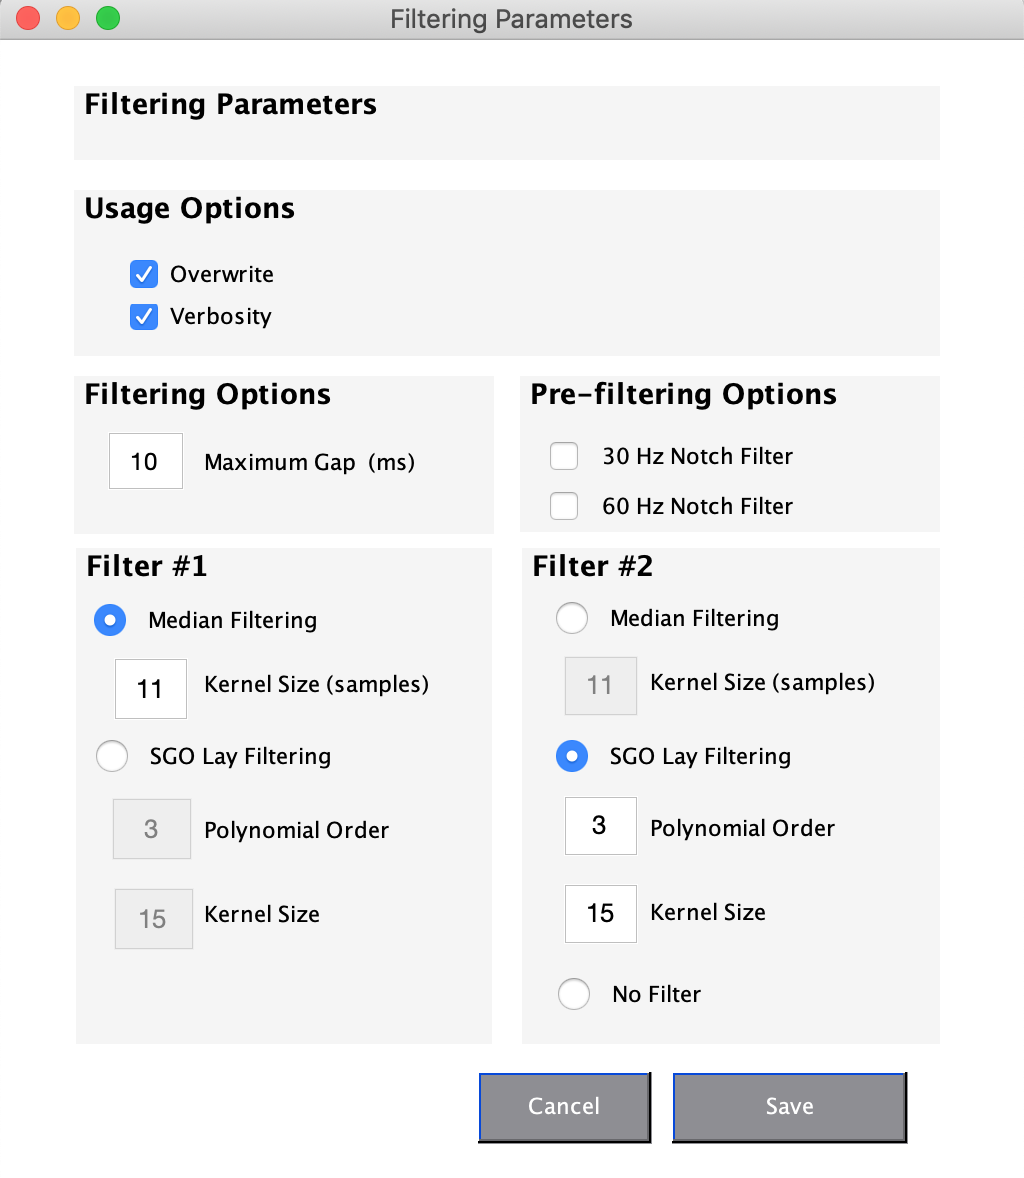 Filtering Parameters
Filtering Parameters
Usage Options
Overwrite
Verbosity
Filtering Options
10 Maximum Gap (ms)
Pre-filtering Options
30 Hz Notch Filter
60 Hz Notch Filter
Filter #1
Median Filtering
11 Kernel Size (samples)
SGO Lay Filtering
3 Polynomial Order
15 Kernel Size
Filter #2
Median Filtering
11 Kernel Size (samples)
SGO Lay Filtering
3 Polynomial Order
15 Kernel Size
No Filter
Cancel Save